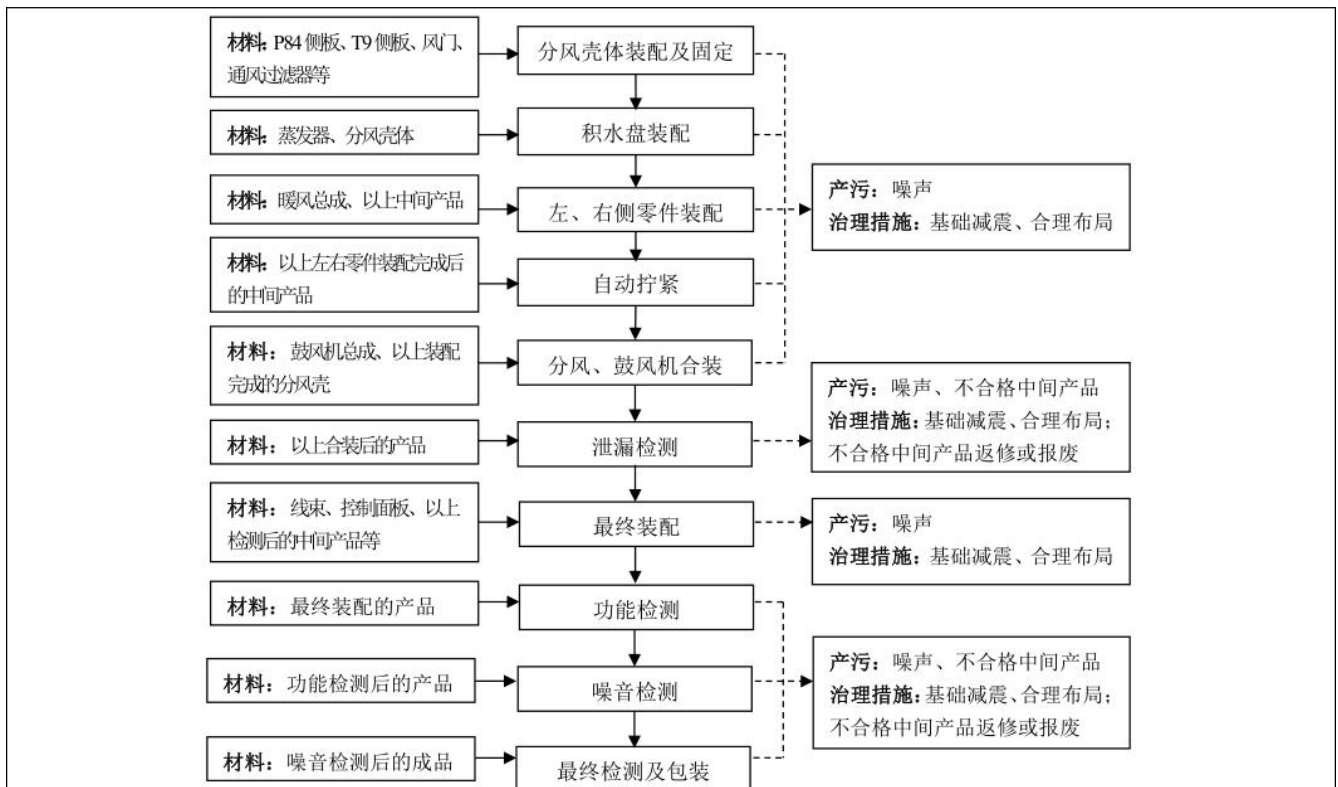 材料：P84 侧板、T9 侧板、风门、
通风过滤器等
分风壳体装配及固定
材料：蒸发器、分风壳体
积水盘装配
材料：暖风总成、以上中间产品
左、右侧零件装配
产污：噪声
治理措施：基础减震、合理布局
材料：以上左右零件装配完成后
的中间产品
自动拧紧
材料：鼓风机总成、以上装配
完成的分风壳
分风、鼓风机合装
产污：噪声、不合格中间产品
治理措施：基础减震、合理布局；
不合格中间产品返修或报废
材料：以上合装后的产品
泄漏检测
材料：线束、控制面板、以上
检测后的中间产品等
最终装配
产污：噪声
治理措施：基础减震、合理布局
材料：最终装配的产品
功能检测
产污：噪声、不合格中间产品
治理措施：基础减震、合理布局；
不合格中间产品返修或报废
材料：功能检测后的产品
噪音检测
材料：噪音检测后的成品
最终检测及包装